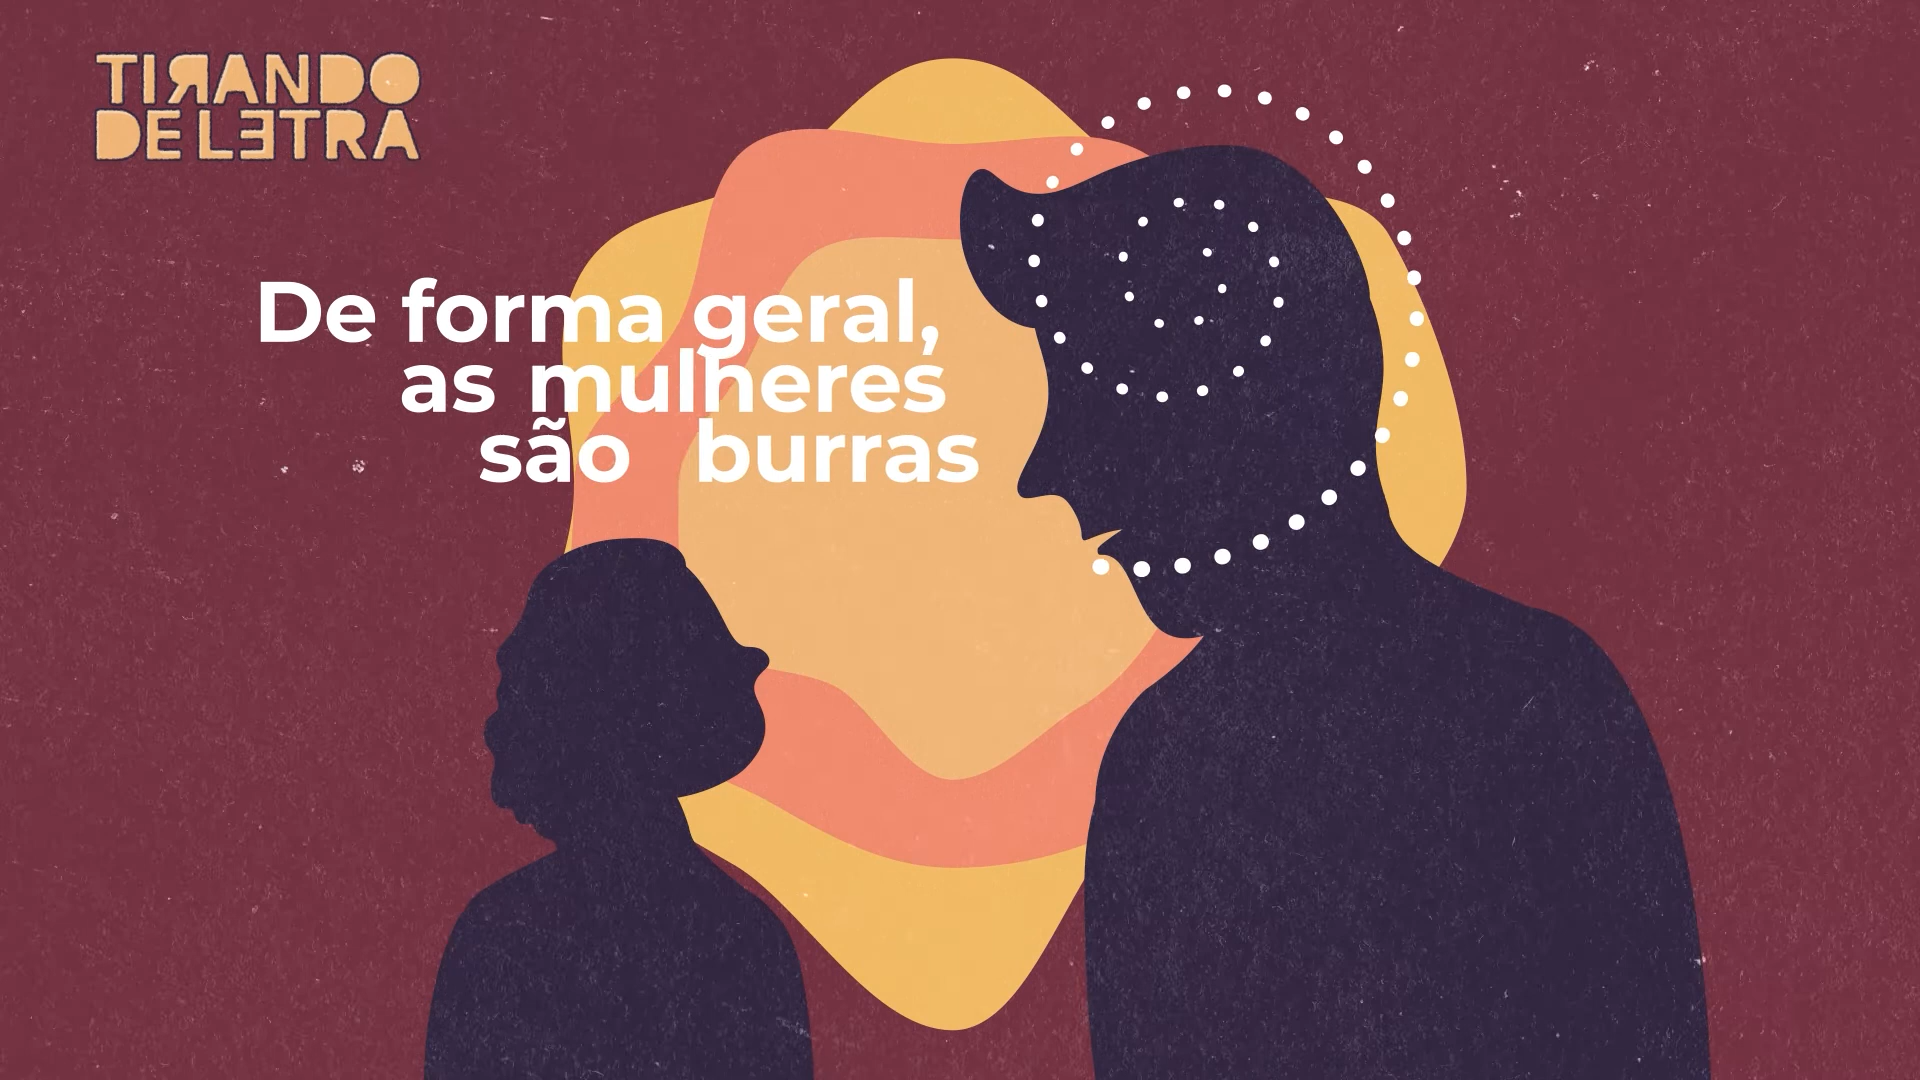 TIRANDO
DE LETRA
De forma geral,
as mulheres
são burras